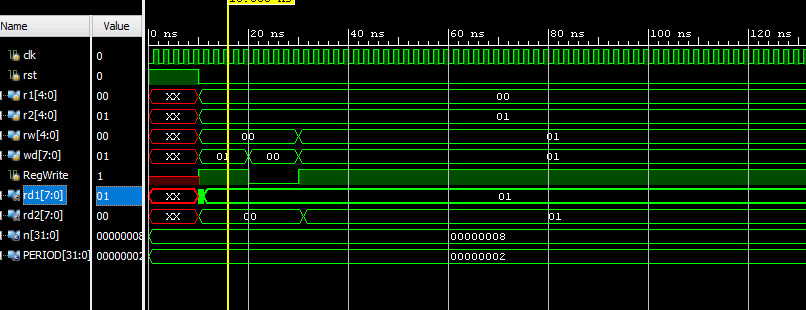 Name Value
0 ns 20 ns 40 ns 60 ns 80 ns 100 ns 120 ns
clk 0
rst 0
r1[4:0] 00 XX 00
r2[4:0] 01 XX 01
rw[4:0] 00 XX 00 01
wd[7:0] 01 XX 01 00 01
RegWrite 1
rd1[7:0] 01 XX 01
rd2[7:0] 00 XX 00 01
n[31:0] 00000008 00000008
PERIOD[31:0] 00000002 00000002